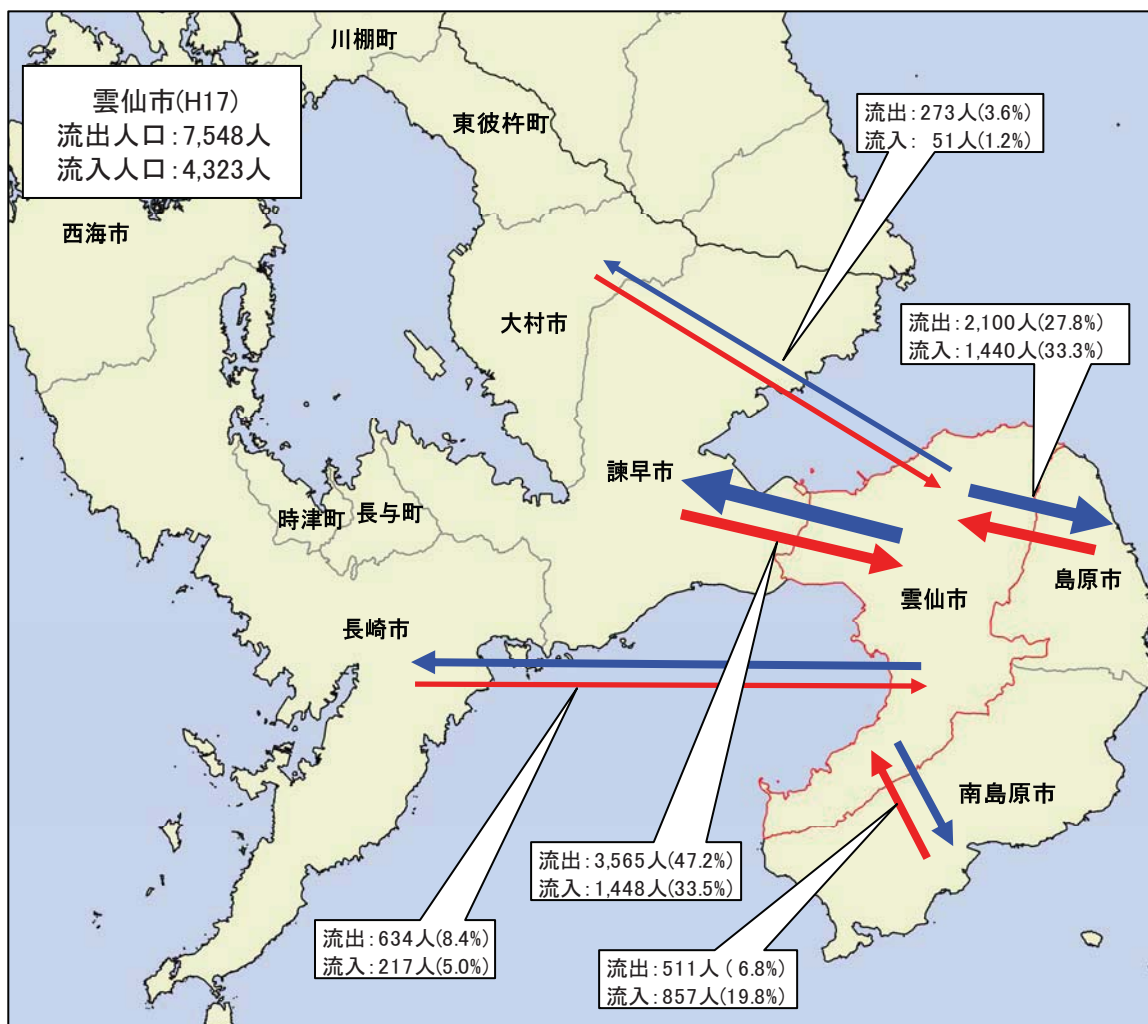 川棚町
雲仙市(H17)
流出人口:7,548人
流入人口:4,323人
東彼杵町
流出:273人(3.6%)
流入: 51人(1.2%)
西海市
大村市
流出:2,100人(27.8%)
流入:1,440人(33.3%)
諫早市
時津町
長与町
島原市
雲仙市
長崎市
南島原市
流出:3,565人(47.2%)
流入:1,448人(33.5%)
流出:634人(8.4%)
流入:217人(5.0%)
流出:511人( 6.8%)
流入:857人(19.8%)